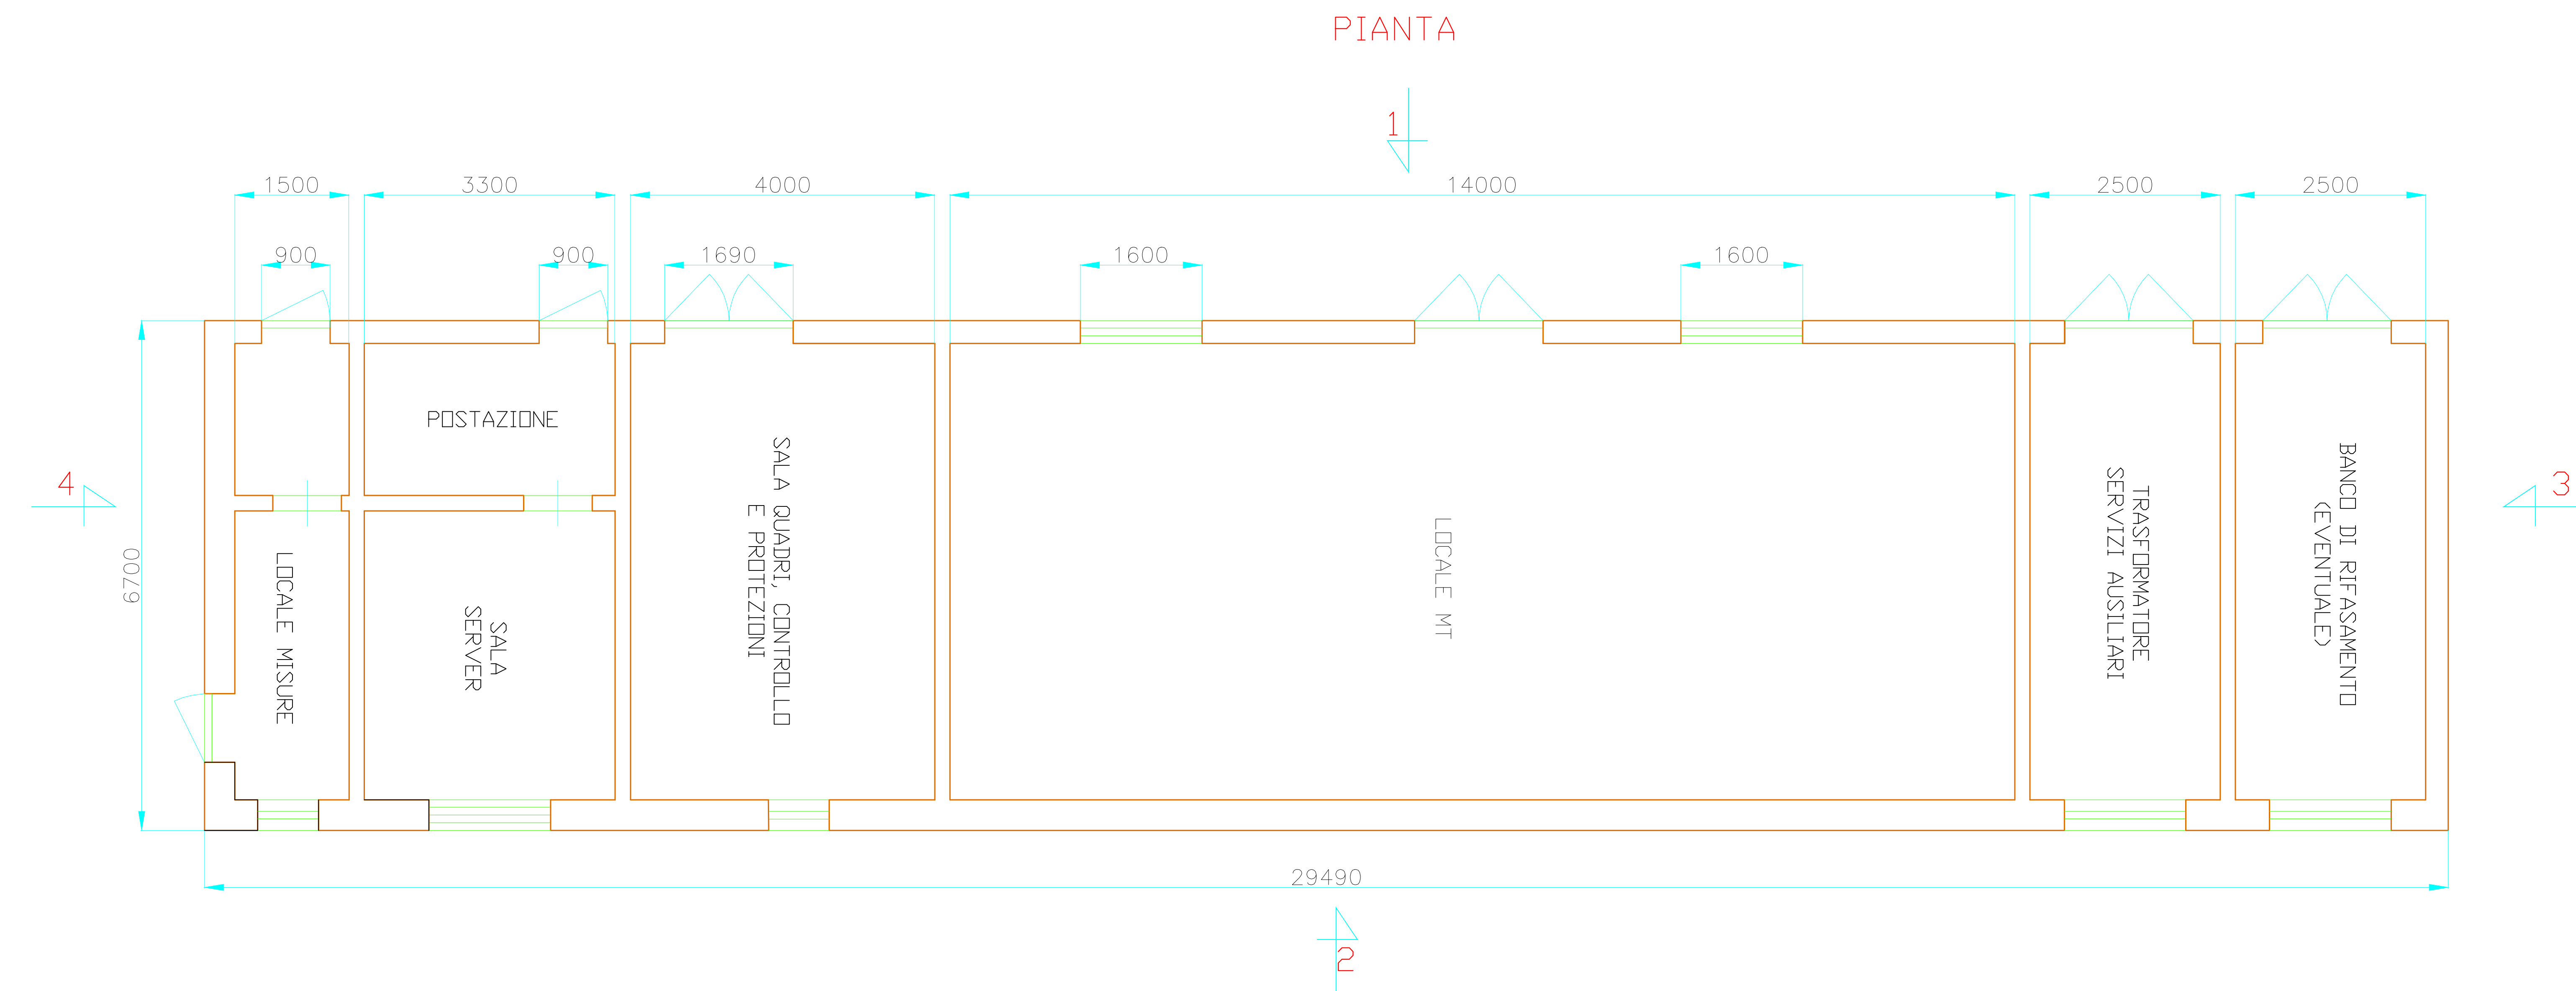 PIANTA
1
1500
3300
4000
14000
2500
2500
900
900
1690
1600
1600
POSTAZIONE
4
3
6700
LOCALE MISURE
SALA
SERVER
SALA QUADRI, CONTROLLO
E PROTEZIONI
LOCALE MT
TRASFORMATORE
SERVIZI AUSILIARI
BANCO DI RIFASAMENTO
(EVENTUALE)
29490
2